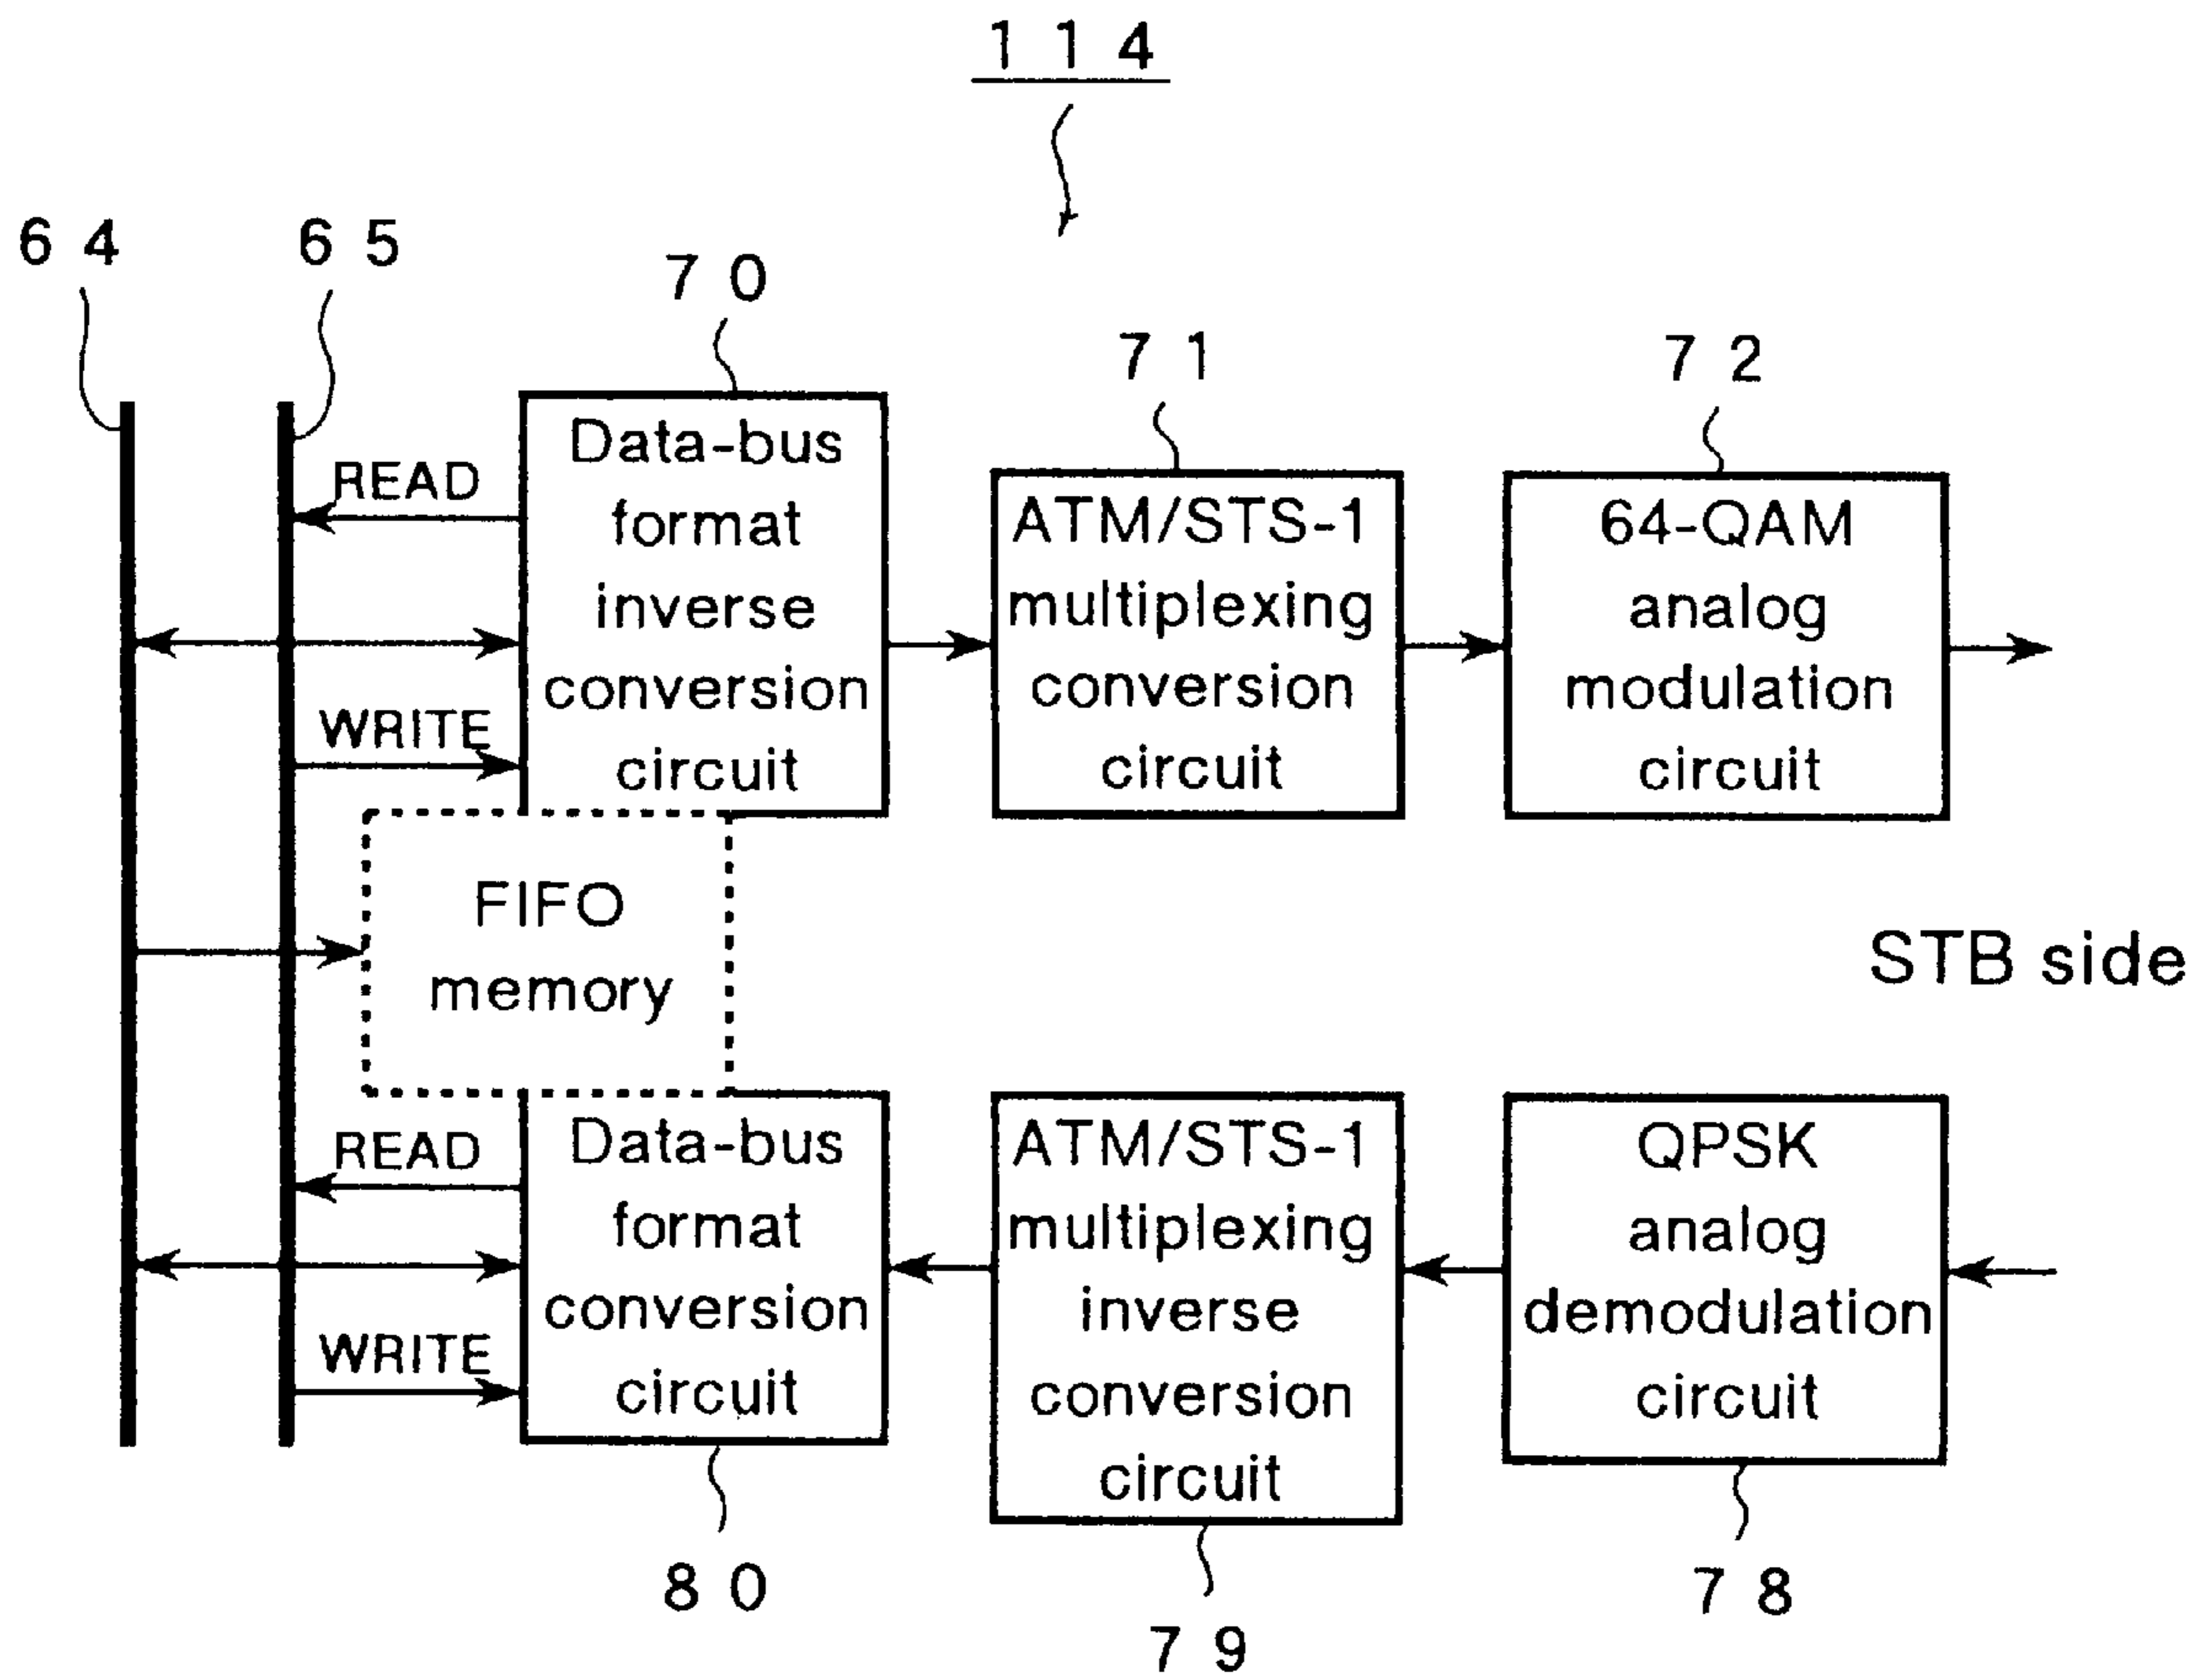 114
64
65
70
71
72
Data-bus
format
inverse
conversion
circuit
ATM/STS-1
multiplexing
conversion
circuit
64-QAM
analog
modulation
circuit
READ
WRITE
FIFO
memory
STB side
READ
WRITE
Data-bus
format
conversion
circuit
ATM/STS-1
multiplexing
inverse
conversion
circuit
QPSK
analog
demodulation
circuit
80
79
78